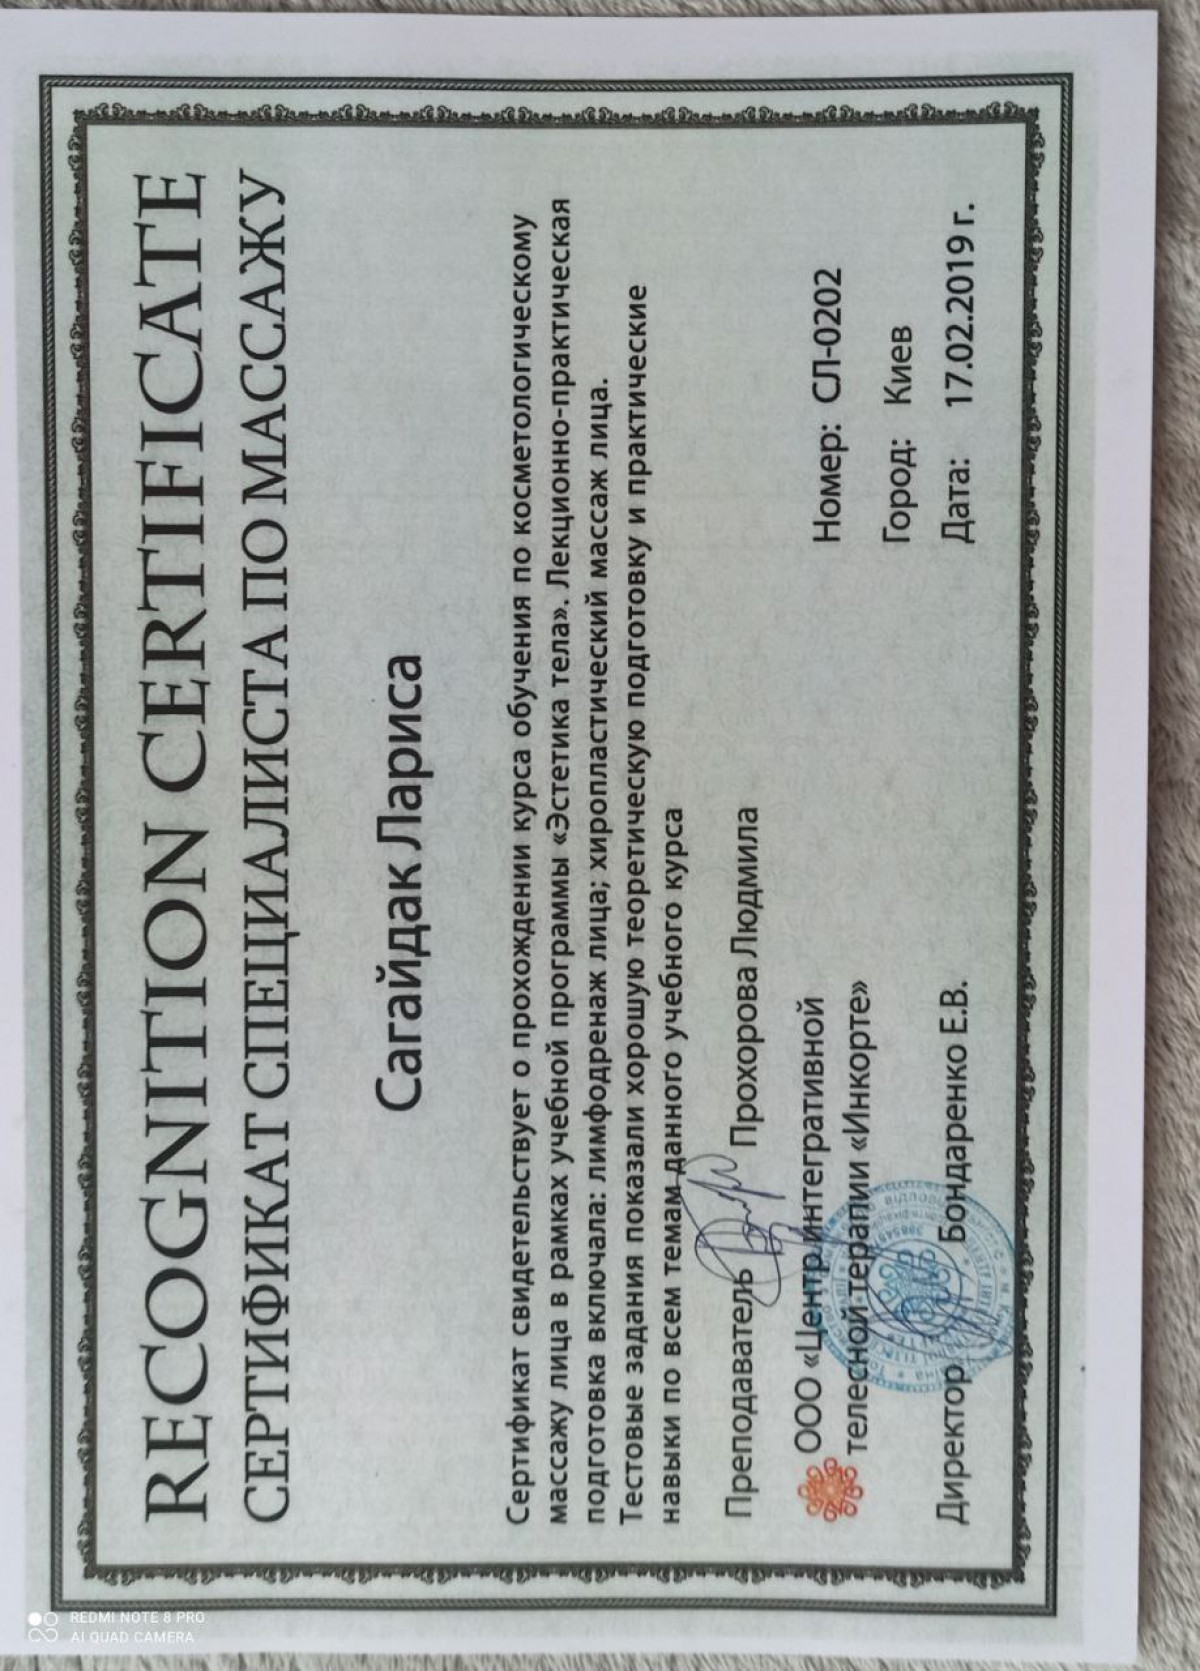 RECOGNITION CERTIFICATE
СЕРТИФИКАТ СПЕЦИАЛИСТА ПО МАССАЖУ
Сагайдак Лариса
Сертификат свидетельствует о прохождении курса обучения по косметологическому
массажу лица в рамках учебной программы «Эстетика тела». Лекционно-практическая
подготовка включала: лимфодренаж лица; хиропластический массаж лица.
Тестовые задания показали хорошую теоретическую подготовку и практические
навыки по всем темам данного учебного курса
Преподаватель Прохорова Людмила
ООО «Центр интегративной
телесной терапии «Инкорте»
Директор Бондаренко Е.В.
Номер: СЛ-0202
Город: Киев
Дата: 17.02.2019 г.
REDMI NOTE 8 PRO
AI QUAD CAMERA